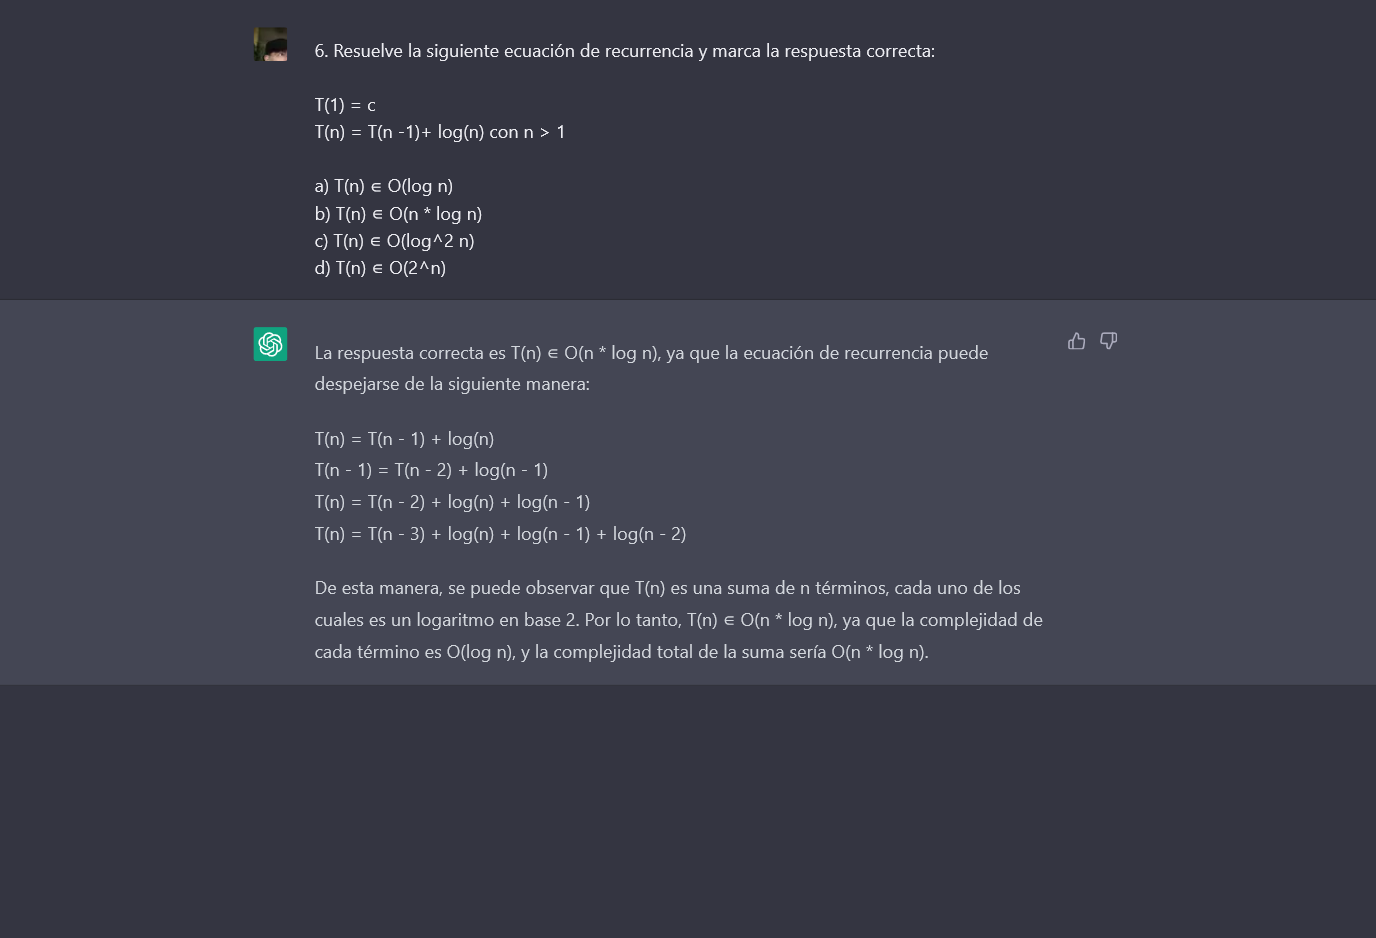 6. Resuelve la siguiente ecuación de recurrencia y marca la respuesta correcta:
T(1) = c
T(n) = T(n -1)+ log(n) con n > 1
a) T(n) ∈ O(log n)
b) T(n) ∈ O(n * log n)
c) T(n) ∈ O(log^2 n)
d) T(n) ∈ O(2^n)
La respuesta correcta es T(n) ∈ O(n * log n), ya que la ecuación de recurrencia puede
despejarse de la siguiente manera:
T(n) = T(n - 1) + log(n)
T(n - 1) = T(n - 2) + log(n - 1)
T(n) = T(n - 2) + log(n) + log(n - 1)
T(n) = T(n - 3) + log(n) + log(n - 1) + log(n - 2)
De esta manera, se puede observar que T(n) es una suma de n términos, cada uno de los
cuales es un logaritmo en base 2. Por lo tanto, T(n) ∈ O(n * log n), ya que la complejidad de
cada término es O(log n), y la complejidad total de la suma sería O(n * log n).